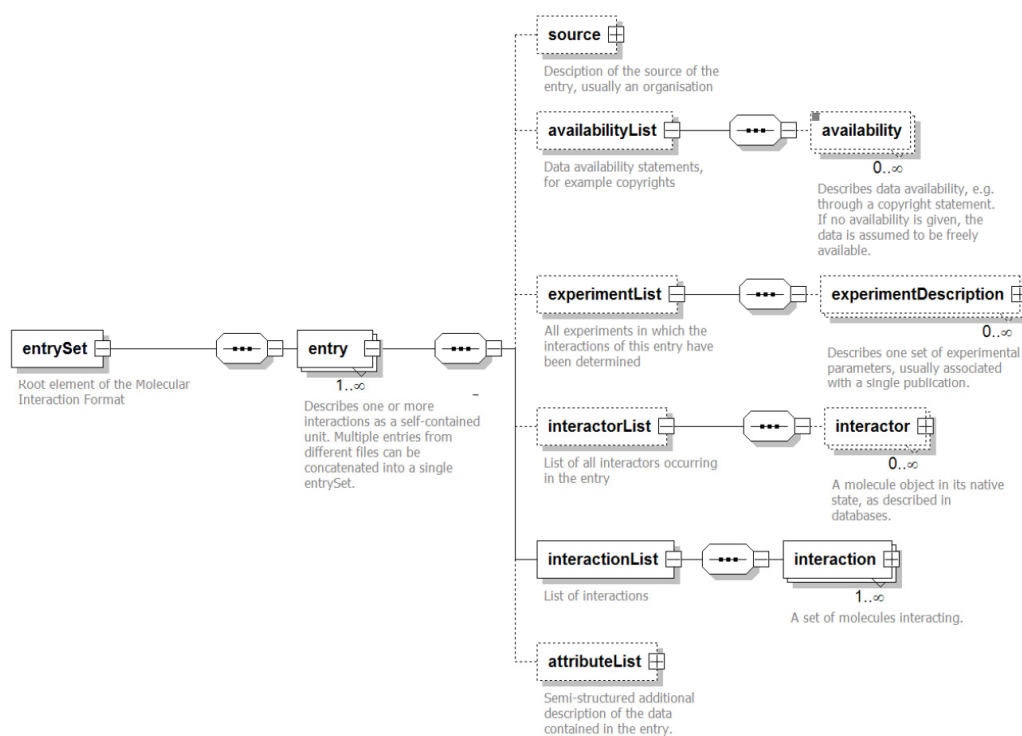 source
Desciption of the source of the
entry, usually an organisation
availabilityList
Data availability statements,
for example copyrights
availability
0..∞
Describes data availability, e.g.
through a copyright statement.
If no availability is given, the
data is assumed to be freely
available.
experimentList
All experiments in which the
interactions of this entry have
been determined
experimentDescription
0..∞
Describes one set of experimental
parameters, usually associated
with a single publication.
entrySet
Root element of the Molecular
Interaction Format
entry
1..∞
Describes one or more
interactions as a self-contained
unit. Multiple entries from
different files can be
concatenated into a single
entrySet.
interactorList
List of all interactors occurring
in the entry
interactor
0..∞
A molecule object in its native
state, as described in
databases.
interactionList
List of interactions
interaction
1..∞
A set of molecules interacting.
attributeList
Semi-structured additional
description of the data
contained in the entry.